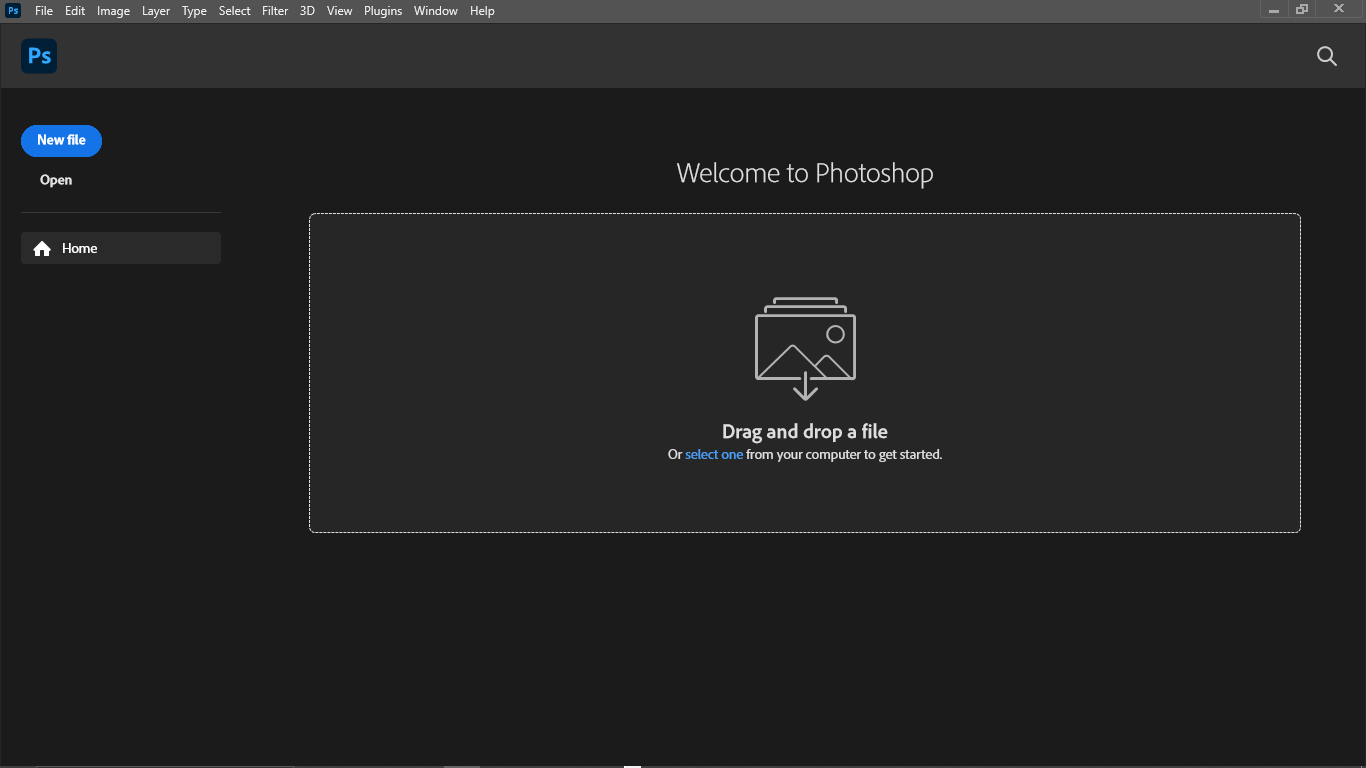 Ps File Edit Image Layer Type Select Filter 3D View Plugins Window Help
Ps
New file
Open
Home
Welcome to Photoshop
Drag and drop a file
Or select one from your computer to get started.